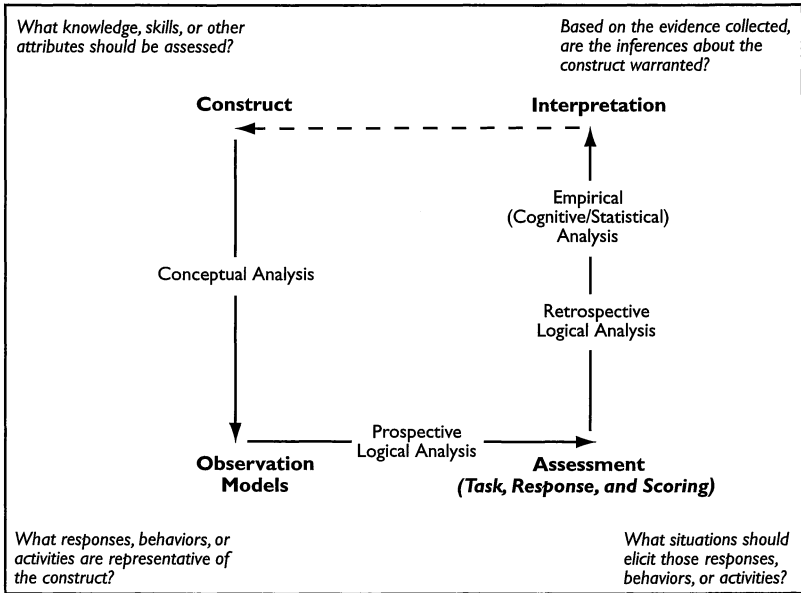 What knowledge, skills, or other
attributes should be assessed?
Based on the evidence collected,
are the inferences about the
construct warranted?
Construct
Interpretation
Empirical
(Cognitive/Statistical)
Analysis
Conceptual Analysis
Retrospective
Logical Analysis
Prospective
Logical Analysis
Observation
Models
Assessment
(Task, Response, and Scoring)
What responses, behaviors, or
activities are representative of
the construct?
What situations should
elicit those responses,
behaviors, or activities?